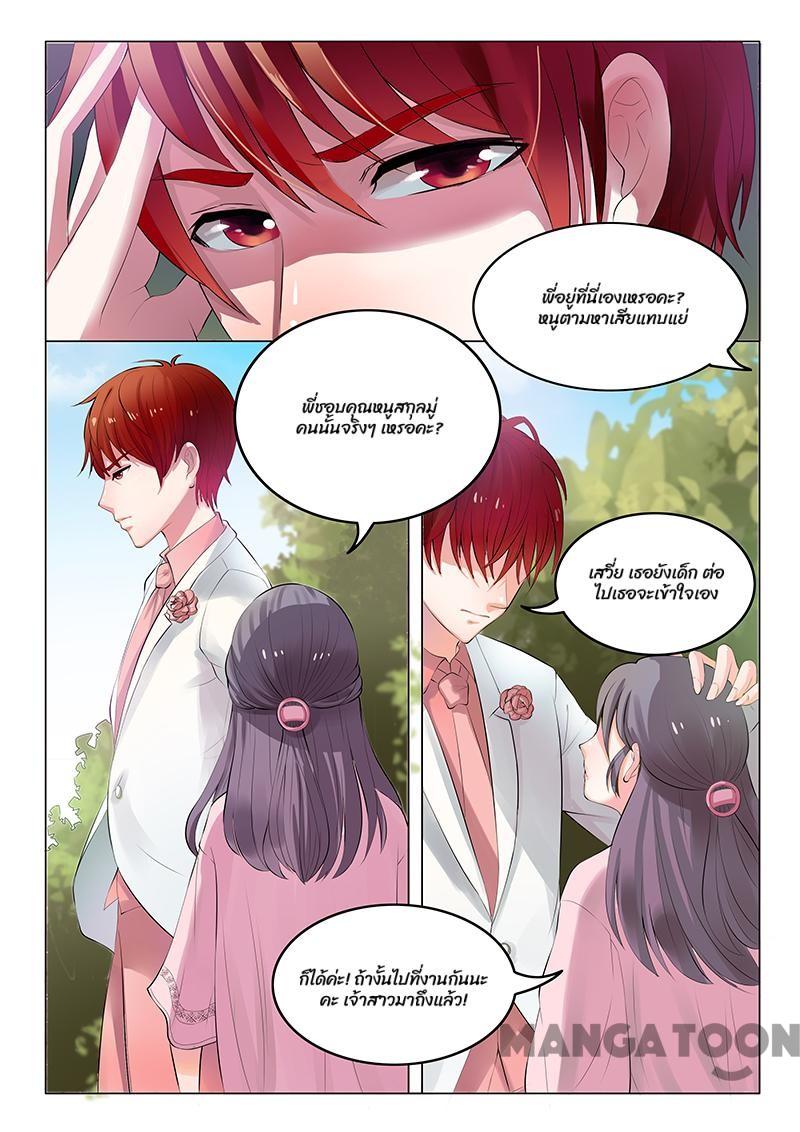 พี่อยู่ที่นี่เองเหรอคะ?
หนูตามหาเสียแทบแย่
พี่ชอบคุณหนูสกุลมู่
คนนั้นจริงๆ เหรอคะ?
เสวี่ย เธอยังเด็ก ต่อ
ไปเธอจะเข้าใจเอง
ก็ได้ค่ะ! ถ้างั้นไปที่งานกันนะ
คะ เจ้าสาวมาถึงแล้ว!
MANGATOON